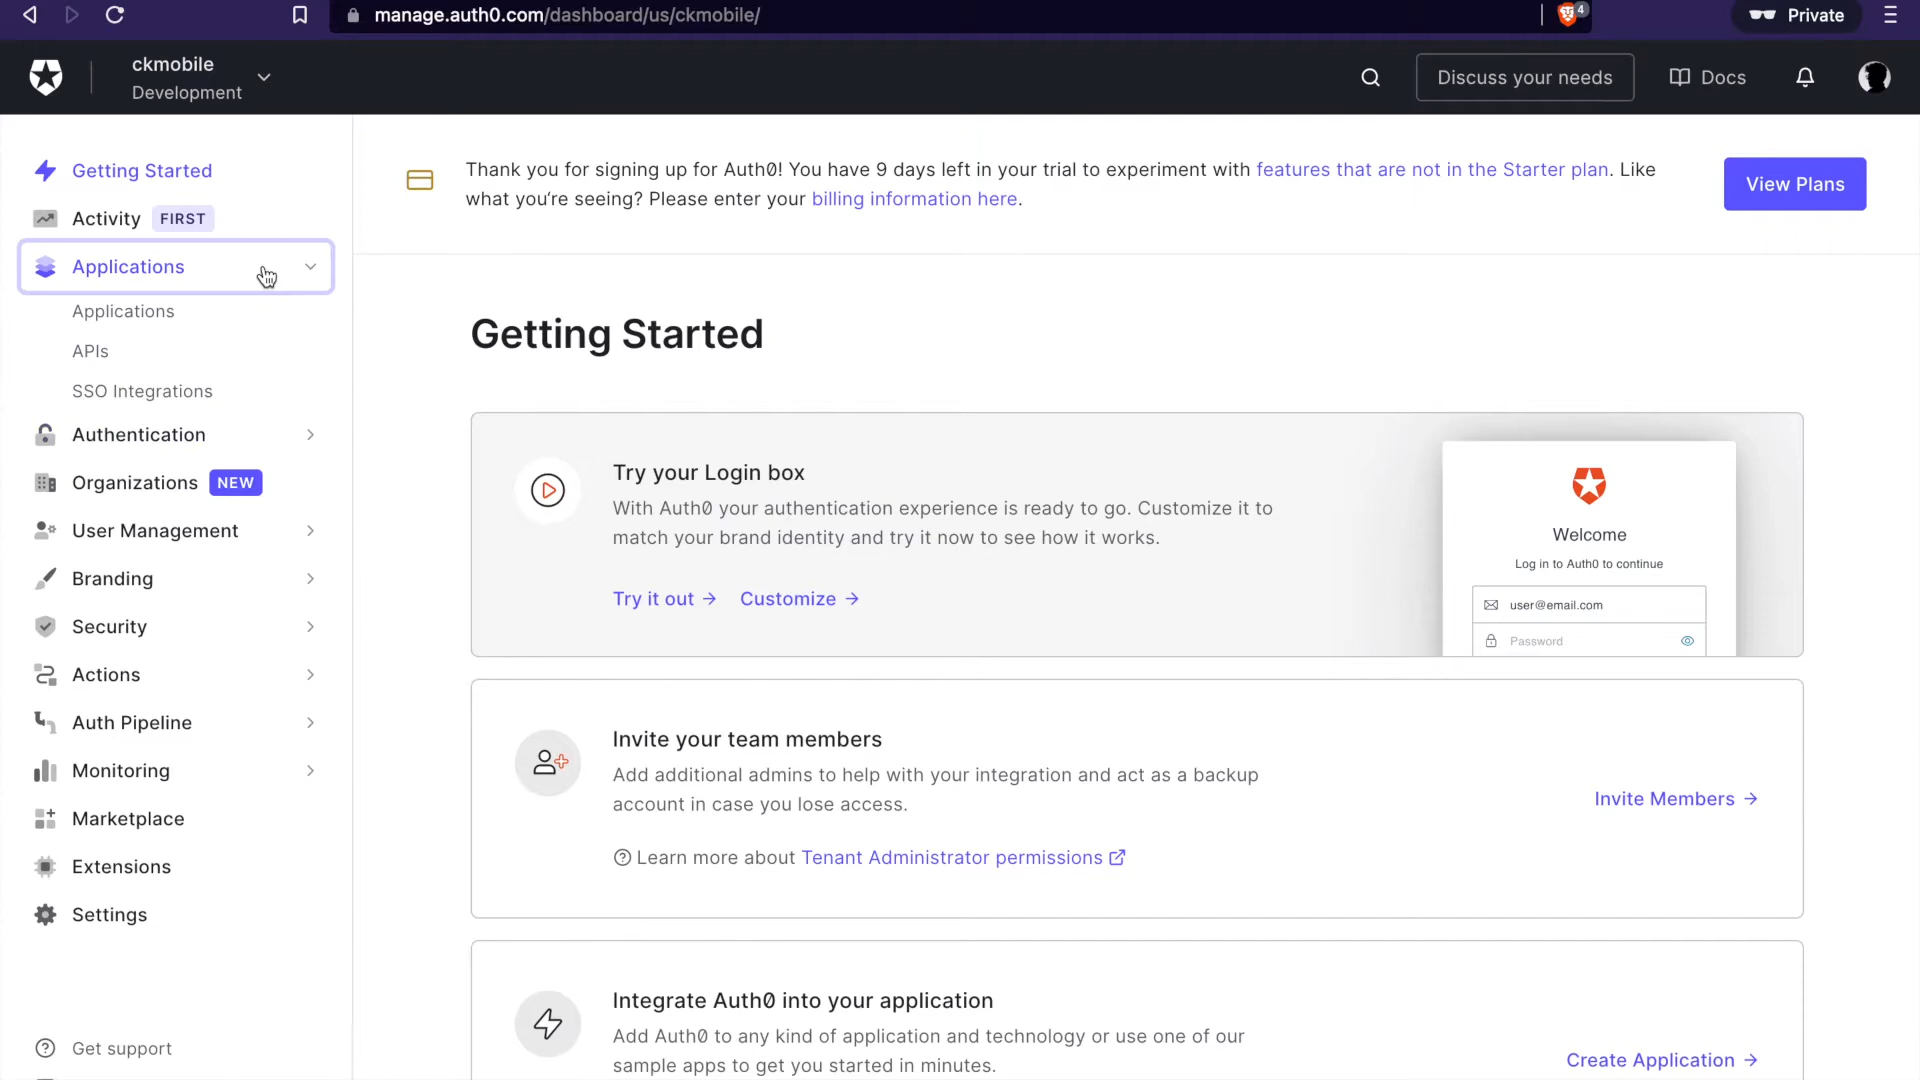 manage.auth0.com/dashboard/us/ckmobile/
4
Private
ckmobile
Development
Discuss your needs
Docs
Getting Started
Activity FIRST
Applications
Applications
APIs
SSO Integrations
Authentication
Organizations NEW
User Management
Branding
Security
Actions
Auth Pipeline
Monitoring
Marketplace
Extensions
Settings
Get support
Thank you for signing up for Auth0! You have 9 days left in your trial to experiment with features that are not in the Starter plan. Like
what you're seeing? Please enter your billing information here.
View Plans
Getting Started
Try your Login box
With Auth0 your authentication experience is ready to go. Customize it to
match your brand identity and try it now to see how it works.
Try it out → Customize →
Welcome
Log in to Auth0 to continue
user@email.com
Password
Invite your team members
Add additional admins to help with your integration and act as a backup
account in case you lose access.
Learn more about Tenant Administrator permissions
Invite Members →
Integrate Auth0 into your application
Add Auth0 to any kind of application and technology or use one of our
sample apps to get you started in minutes.
Create Application →